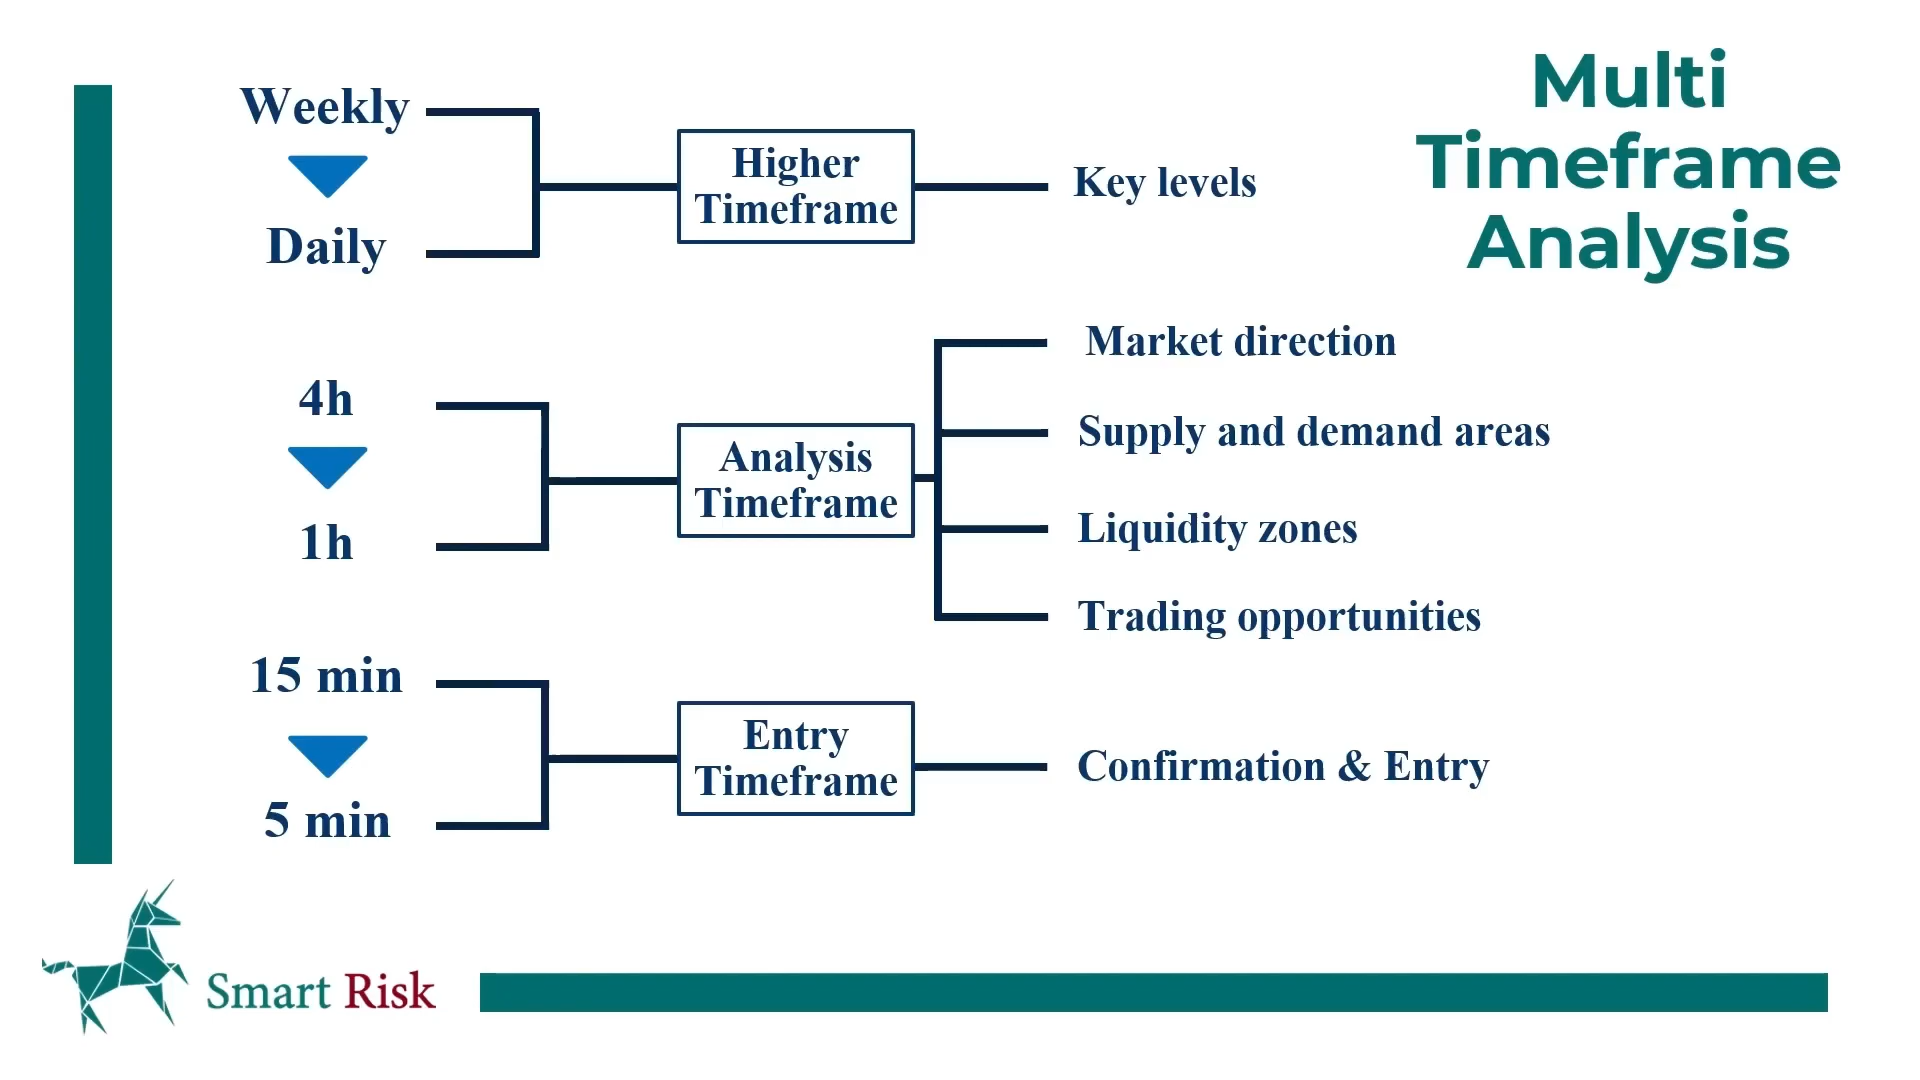 Multi
Timeframe
Analysis
Weekly
Daily
Higher
Timeframe
Key levels
4h
1h
Analysis
Timeframe
Market direction
Supply and demand areas
Liquidity zones
Trading opportunities
15 min
5 min
Entry
Timeframe
Confirmation & Entry
Smart Risk